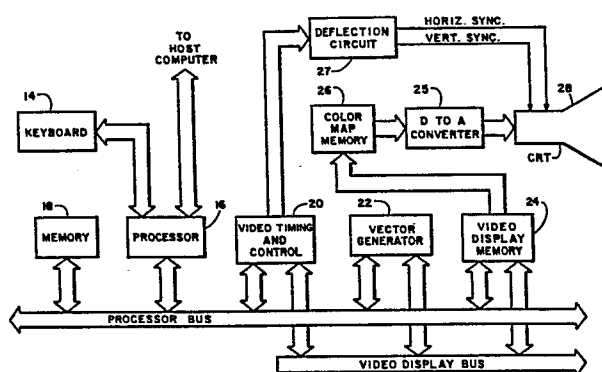 TO
HOST
COMPUTER
14
KEYBOARD
DEFLECTION
CIRCUIT
27
HORIZ. SYNC.
VERT. SYNC.
26
COLOR
MAP
MEMORY
25
D TO A
CONVERTER
28
CRT
18
MEMORY
16
PROCESSOR
20
VIDEO TIMING
AND
CONTROL
22
VECTOR
GENERATOR
24
VIDEO
DISPLAY
MEMORY
PROCESSOR BUS
VIDEO DISPLAY BUS